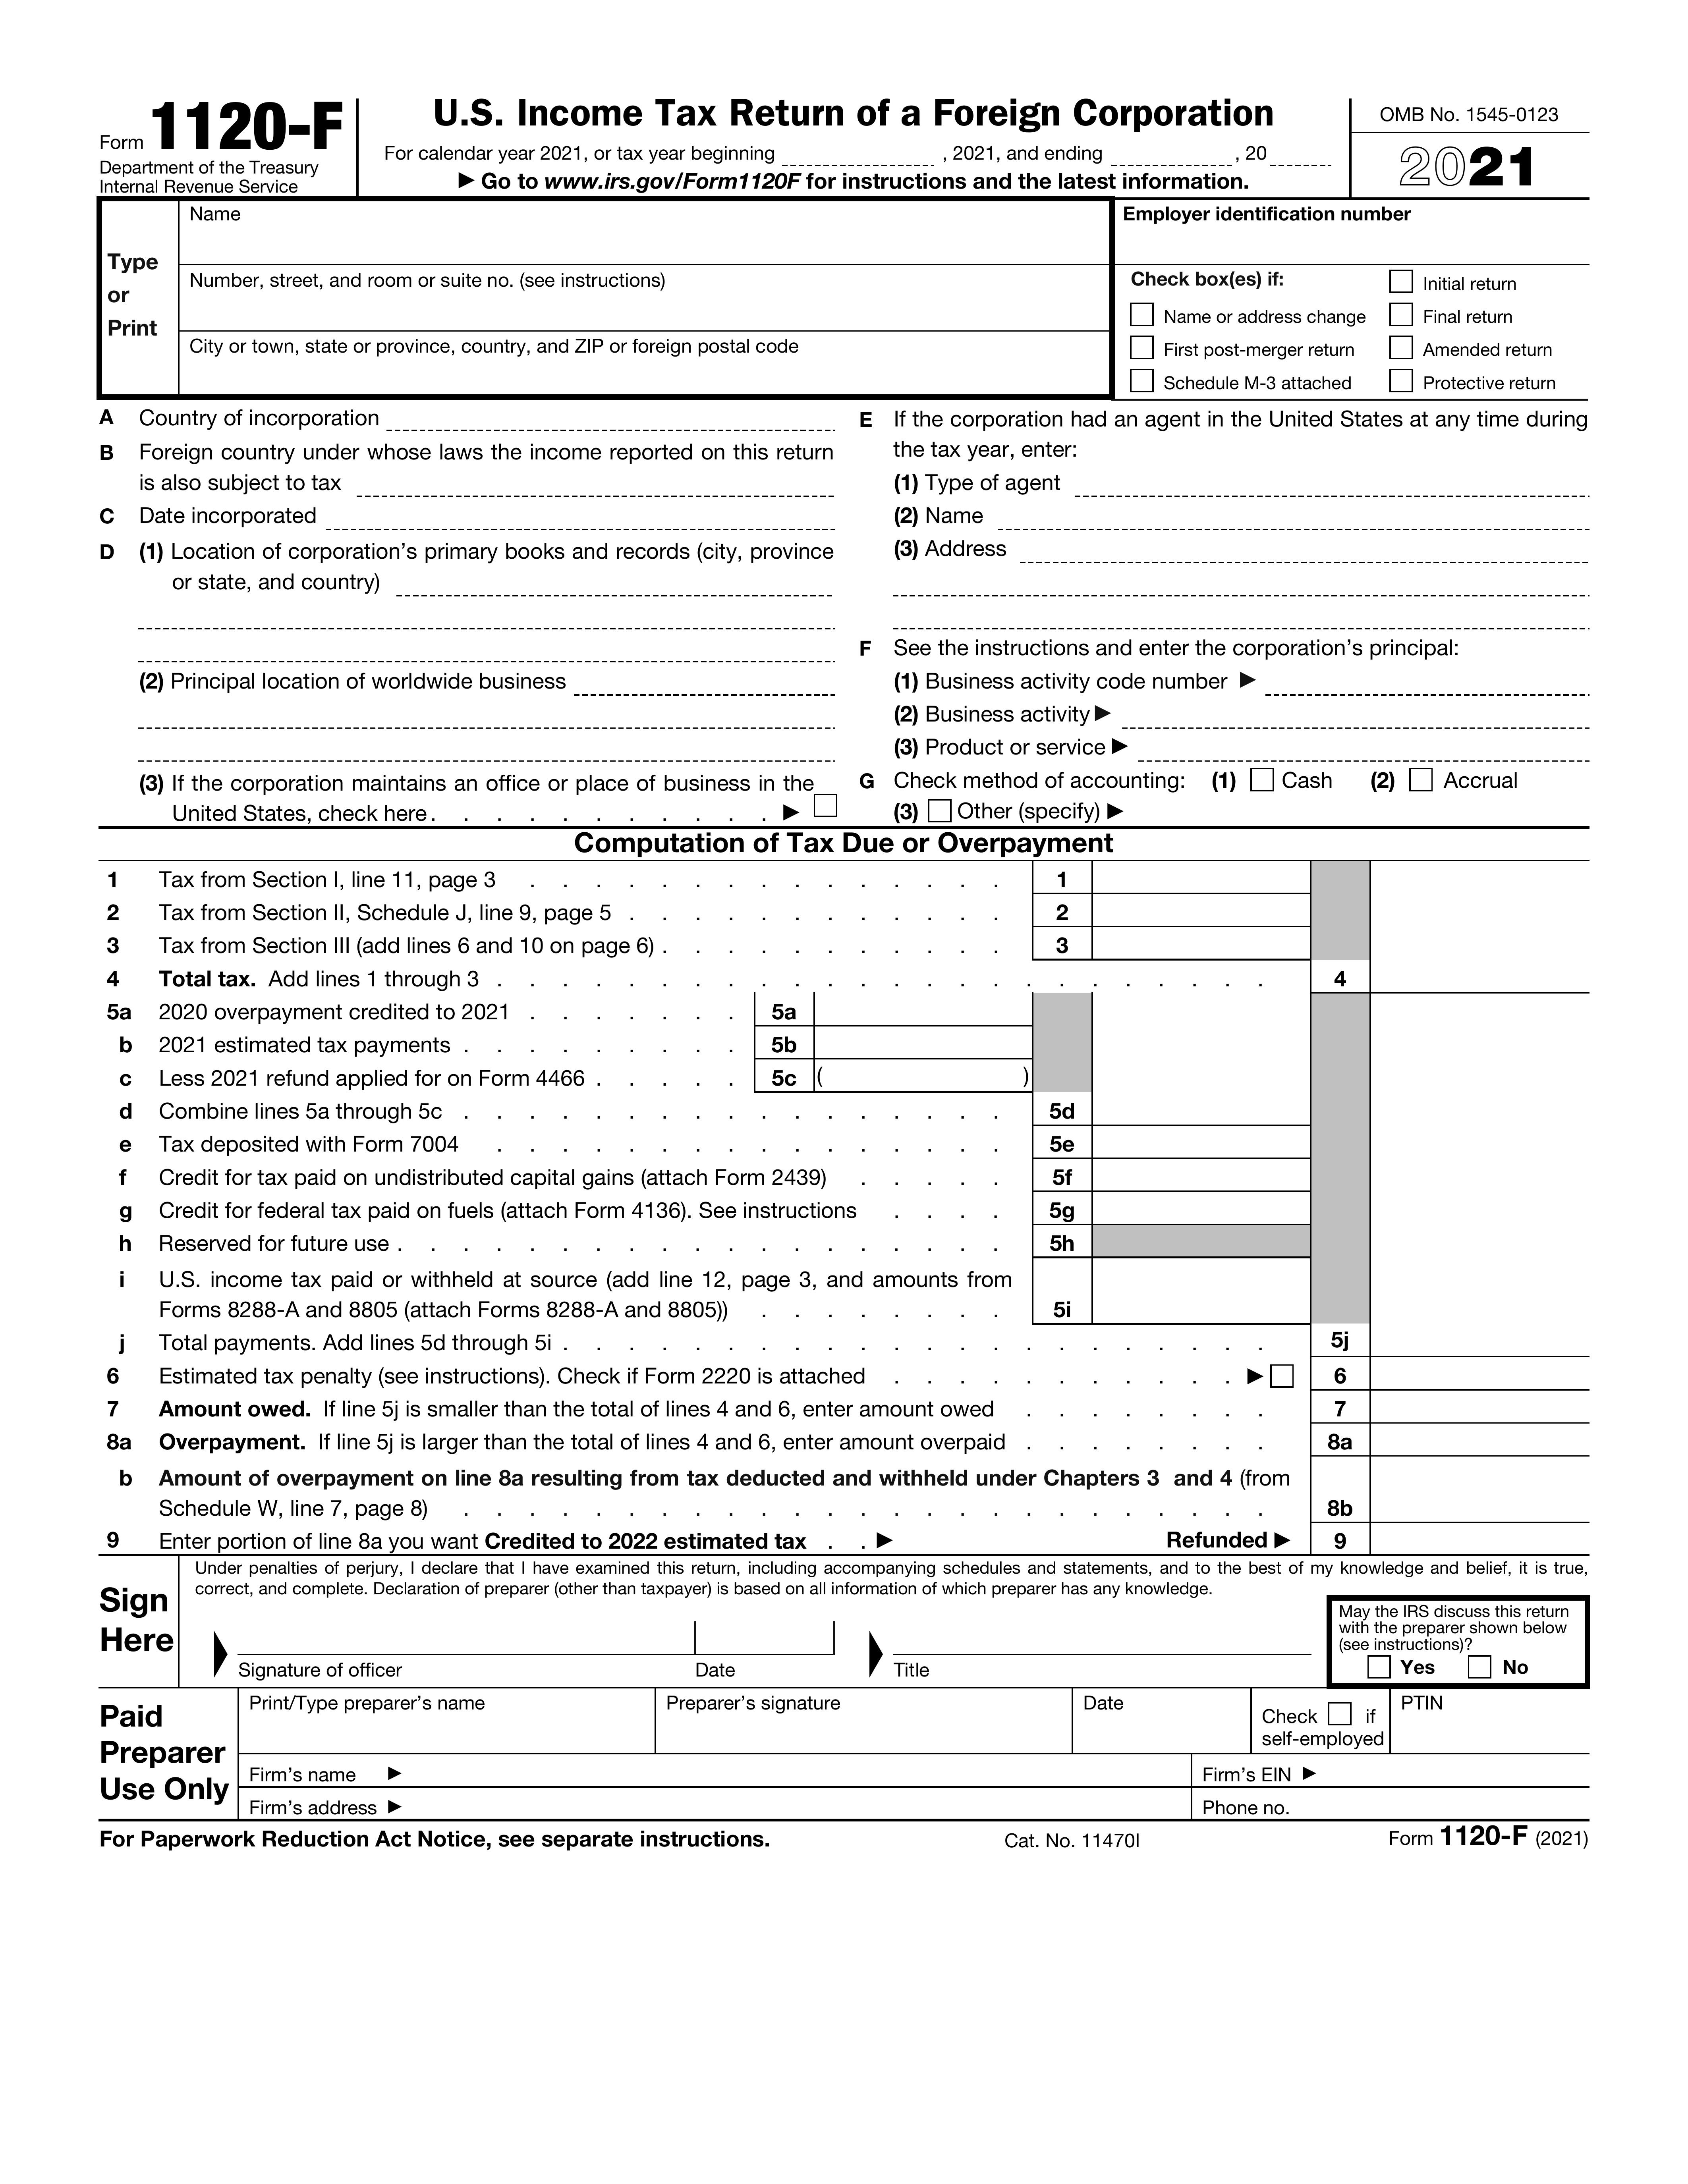 Form 1120-F
Department of the Treasury
Internal Revenue Service
U.S. Income Tax Return of a Foreign Corporation
For calendar year 2021, or tax year beginning , 2021, and ending , 20
▶ Go to www.irs.gov/Form1120F for instructions and the latest information.
OMB No. 1545-0123
2021
Type
or
Print
Name
Number, street, and room or suite no. (see instructions)
City or town, state or province, country, and ZIP or foreign postal code
Employer identification number
Check box(es) if:
Initial return
Name or address change
Final return
First post-merger return
Amended return
Schedule M-3 attached
Protective return
A Country of incorporation
B Foreign country under whose laws the income reported on this return
is also subject to tax
C Date incorporated
D (1) Location of corporation's primary books and records (city, province
or state, and country)
(2) Principal location of worldwide business
(3) If the corporation maintains an office or place of business in the
United States, check here . . . . . . . . . . . ▶
E If the corporation had an agent in the United States at any time during
the tax year, enter:
(1) Type of agent
(2) Name
(3) Address
F See the instructions and enter the corporation's principal:
(1) Business activity code number ▶
(2) Business activity ▶
(3) Product or service ▶
G Check method of accounting: (1) Cash (2) Accrual
(3) Other (specify) ▶
Computation of Tax Due or Overpayment
1 Tax from Section I, line 11, page 3 . . . . . . . . . . . . . . . 1
2 Tax from Section II, Schedule J, line 9, page 5 . . . . . . . . . . . . 2
3 Tax from Section III (add lines 6 and 10 on page 6) . . . . . . . . . . . 3
4 Total tax. Add lines 1 through 3 . . . . . . . . . . . . . . . . . . . . . . . . 4
5a 2020 overpayment credited to 2021 . . . . . . . 5a
b 2021 estimated tax payments . . . . . . . . . 5b
c Less 2021 refund applied for on Form 4466 . . . . . 5c ( )
d Combine lines 5a through 5c . . . . . . . . . . . . . . . . . 5d
e Tax deposited with Form 7004 . . . . . . . . . . . . . . . . 5e
f Credit for tax paid on undistributed capital gains (attach Form 2439) . . . . . 5f
g Credit for federal tax paid on fuels (attach Form 4136). See instructions . . . . 5g
h Reserved for future use . . . . . . . . . . . . . . . . . . . 5h
i U.S. income tax paid or withheld at source (add line 12, page 3, and amounts from
Forms 8288-A and 8805 (attach Forms 8288-A and 8805)) . . . . . . . . 5i
j Total payments. Add lines 5d through 5i . . . . . . . . . . . . . . . . . . . . . . 5j
6 Estimated tax penalty (see instructions). Check if Form 2220 is attached . . . . . . . . . . . ▶ 6
7 Amount owed. If line 5j is smaller than the total of lines 4 and 6, enter amount owed . . . . . . . . 7
8a Overpayment. If line 5j is larger than the total of lines 4 and 6, enter amount overpaid . . . . . . . . 8a
b Amount of overpayment on line 8a resulting from tax deducted and withheld under Chapters 3 and 4 (from
Schedule W, line 7, page 8) . . . . . . . . . . . . . . . . . . . . . . . . . 8b
9 Enter portion of line 8a you want Credited to 2022 estimated tax . . ▶ Refunded ▶ 9
Sign
Here
Under penalties of perjury, I declare that I have examined this return, including accompanying schedules and statements, and to the best of my knowledge and belief, it is true,
correct, and complete. Declaration of preparer (other than taxpayer) is based on all information of which preparer has any knowledge.
Signature of officer
Date
Title
May the IRS discuss this return
with the preparer shown below
(see instructions)?
Yes No
Paid
Preparer
Use Only
Print/Type preparer's name
Preparer's signature
Date
Check if
self-employed
PTIN
Firm's name ▶
Firm's EIN ▶
Firm's address ▶
Phone no.
For Paperwork Reduction Act Notice, see separate instructions.
Cat. No. 11470I
Form 1120-F (2021)